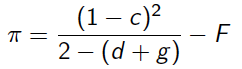 π = (1 − c)² / 2 − (d + g) − F